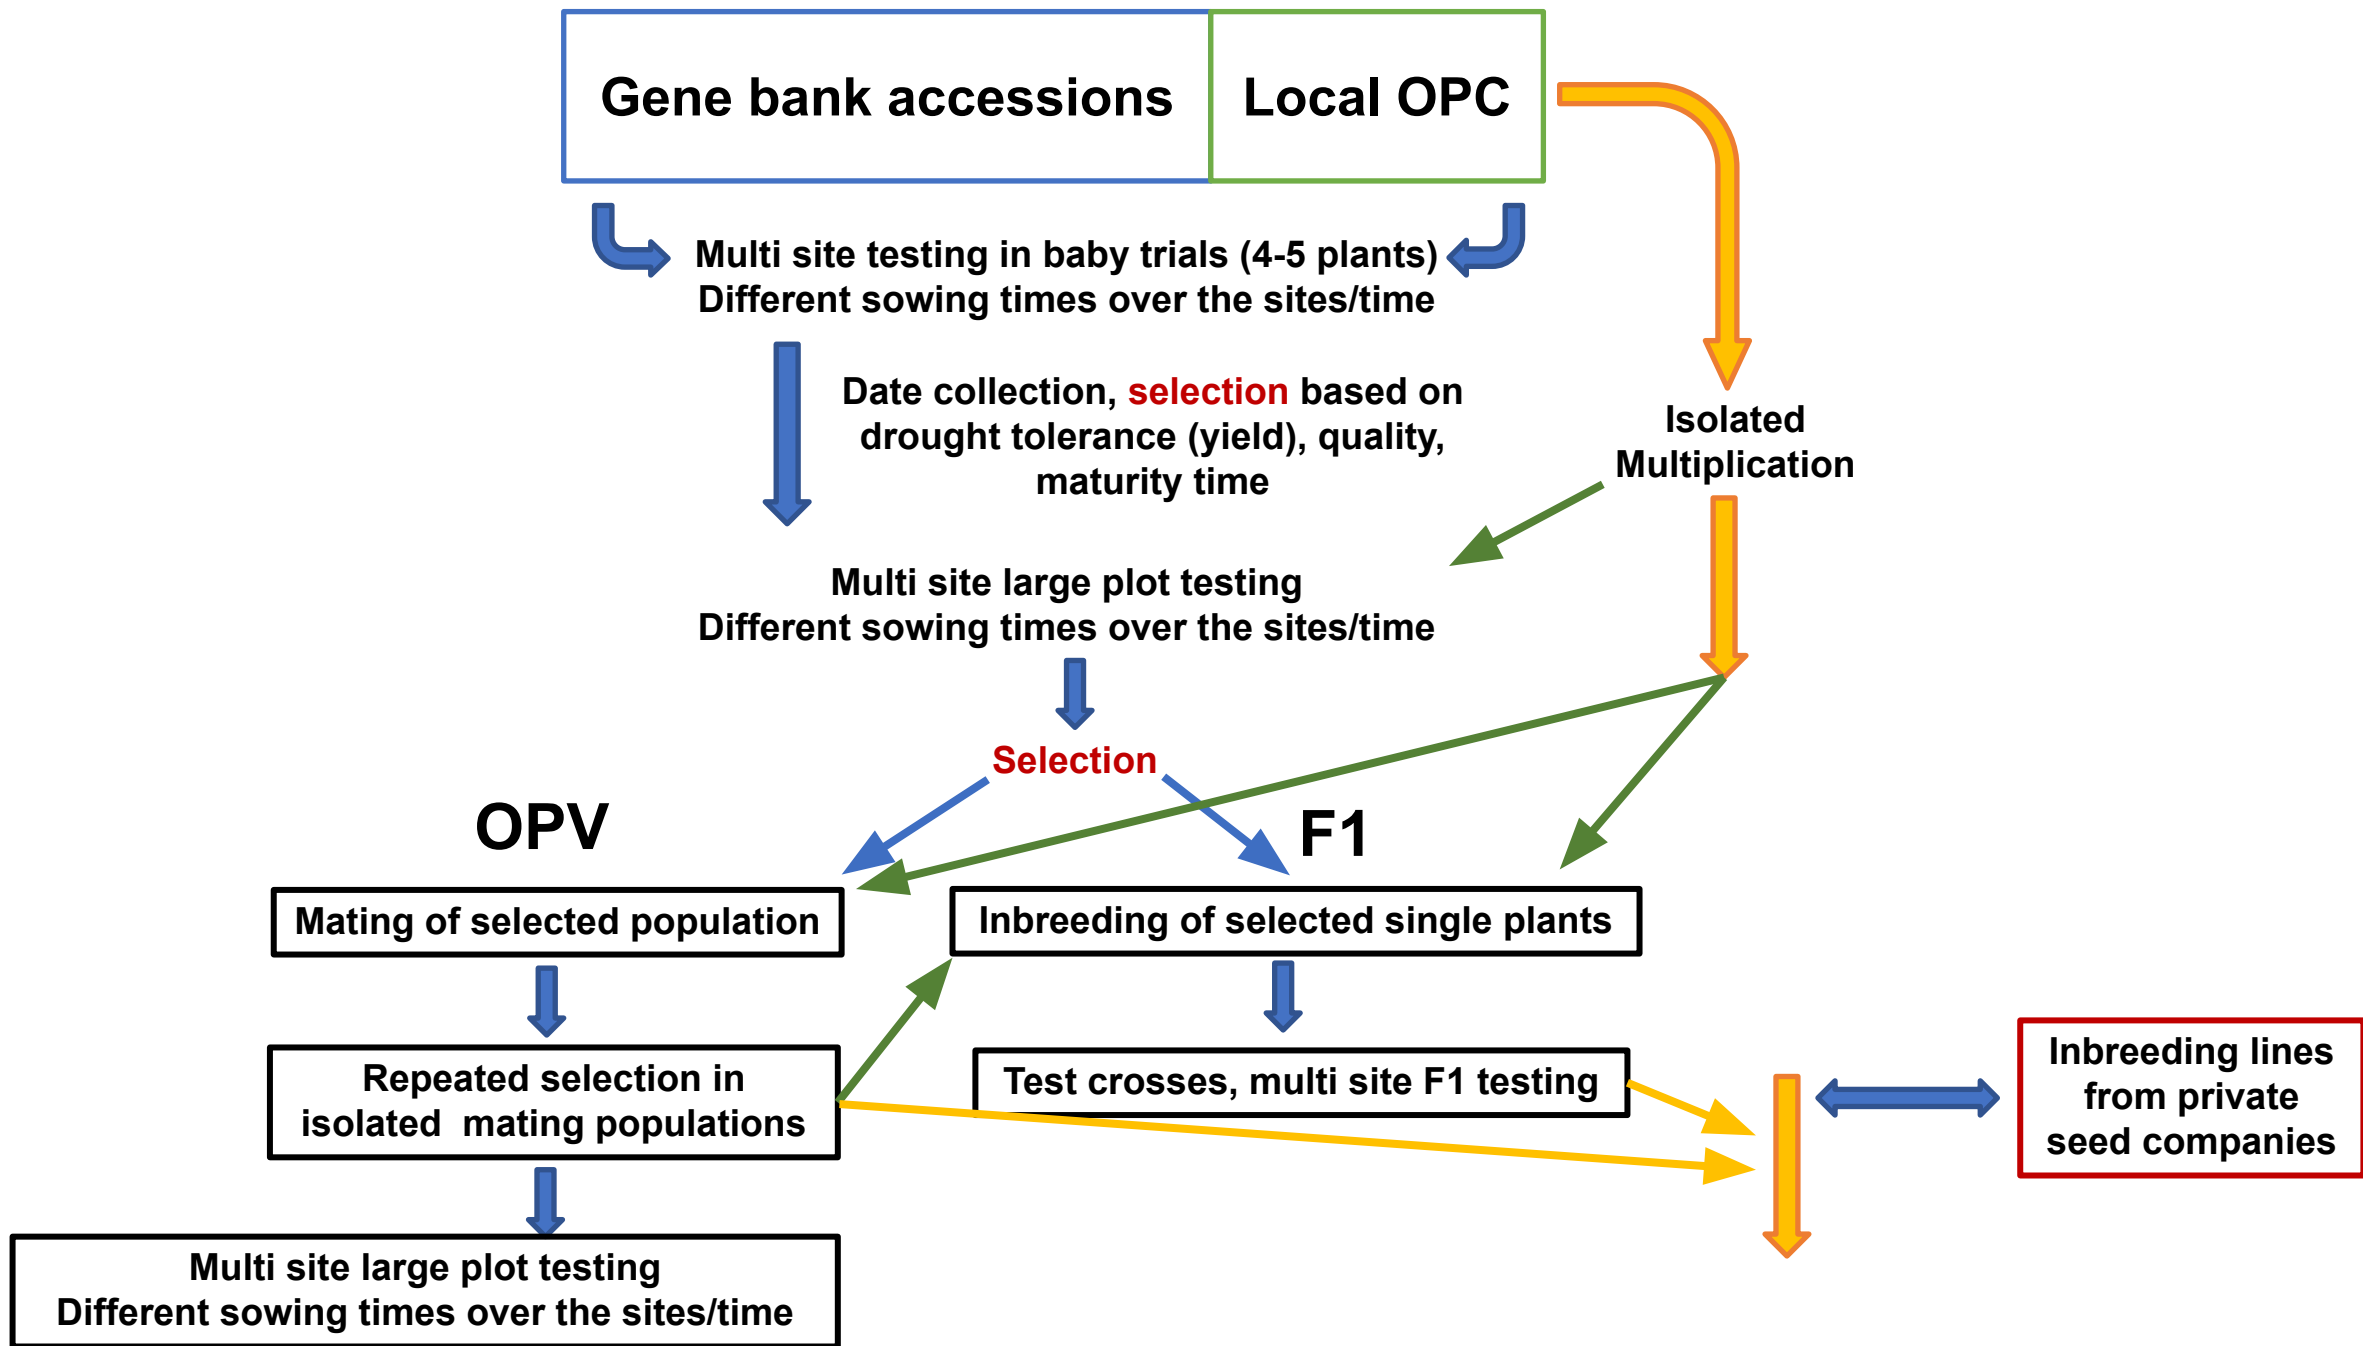 Gene bank accessions
Local OPC
Multi site testing in baby trials (4-5 plants)
Different sowing times over the sites/time
Date collection, selection based on
drought tolerance (yield), quality,
maturity time
Isolated
Multiplication
Multi site large plot testing
Different sowing times over the sites/time
Selection
OPV
F1
Mating of selected population
Inbreeding of selected single plants
Repeated selection in
isolated mating populations
Test crosses, multi site F1 testing
Inbreeding lines
from private
seed companies
Multi site large plot testing
Different sowing times over the sites/time